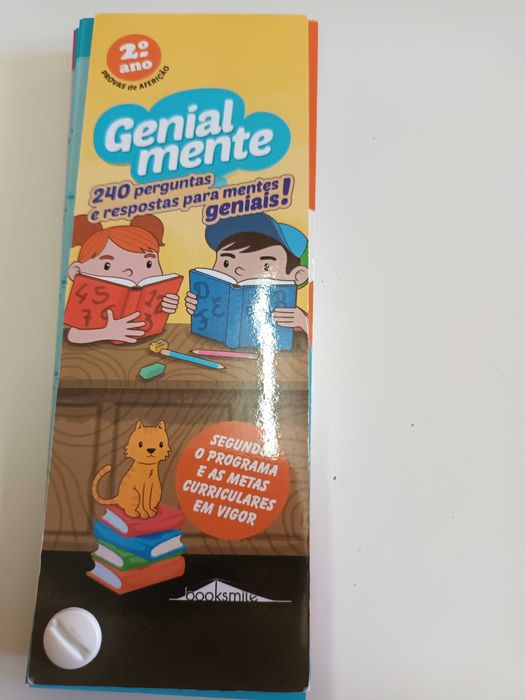 2.º
ano
PROVAS de AFERIÇÃO
Genial
mente
240 perguntas
e respostas para mentes
geniais!
SEGUNDO
O PROGRAMA
E AS METAS
CURRICULARES
EM VIGOR
booksmile